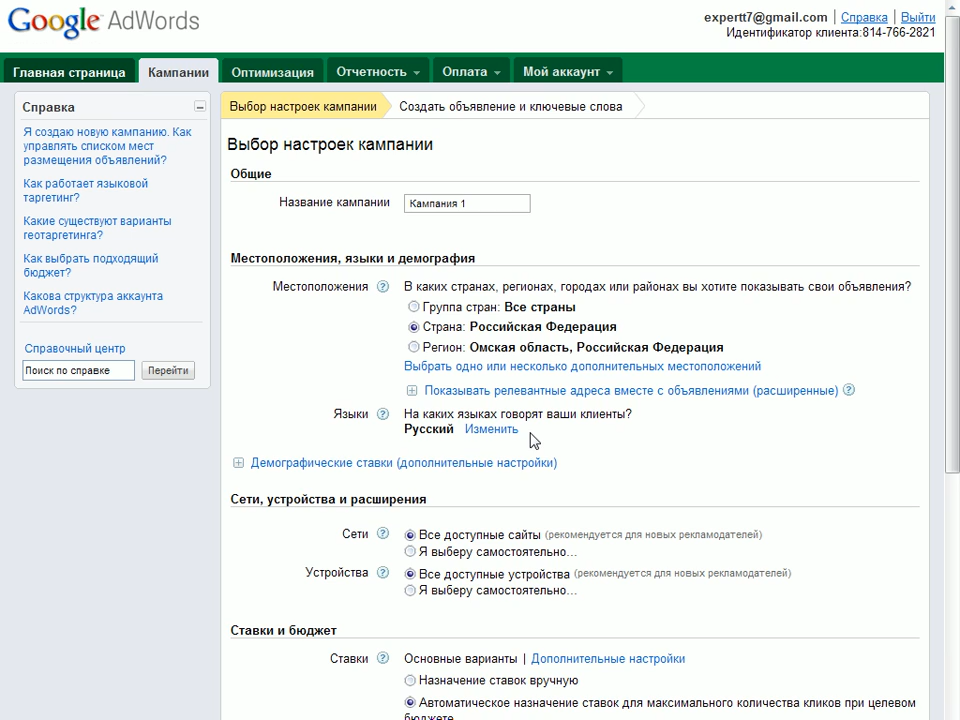 Google AdWords
expertt7@gmail.com | Справка | Выйти
Идентификатор клиента:814-766-2821
Главная страница Кампании Оптимизация Отчетность Оплата Мой аккаунт
Справка
Я создаю новую кампанию. Как
управлять списком мест
размещения объявлений?
Как работает языковой
таргетинг?
Какие существуют варианты
геотаргетинга?
Как выбрать подходящий
бюджет?
Какова структура аккаунта
AdWords?
Справочный центр
Поиск по справке Перейти
Выбор настроек кампании Создать объявление и ключевые слова
Выбор настроек кампании
Общие
Название кампании Кампания 1
Местоположения, языки и демография
Местоположения ? В каких странах, регионах, городах или районах вы хотите показывать свои объявления?
Группа стран: Все страны
Страна: Российская Федерация
Регион: Омская область, Российская Федерация
Выбрать одно или несколько дополнительных местоположений
Показывать релевантные адреса вместе с объявлениями (расширенные) ?
Языки ? На каких языках говорят ваши клиенты?
Русский Изменить
Демографические ставки (дополнительные настройки)
Сети, устройства и расширения
Сети ? Все доступные сайты (рекомендуется для новых рекламодателей)
Я выберу самостоятельно...
Устройства ? Все доступные устройства (рекомендуется для новых рекламодателей)
Я выберу самостоятельно...
Ставки и бюджет
Ставки ? Основные варианты | Дополнительные настройки
Назначение ставок вручную
Автоматическое назначение ставок для максимального количества кликов при целевом
бюджете